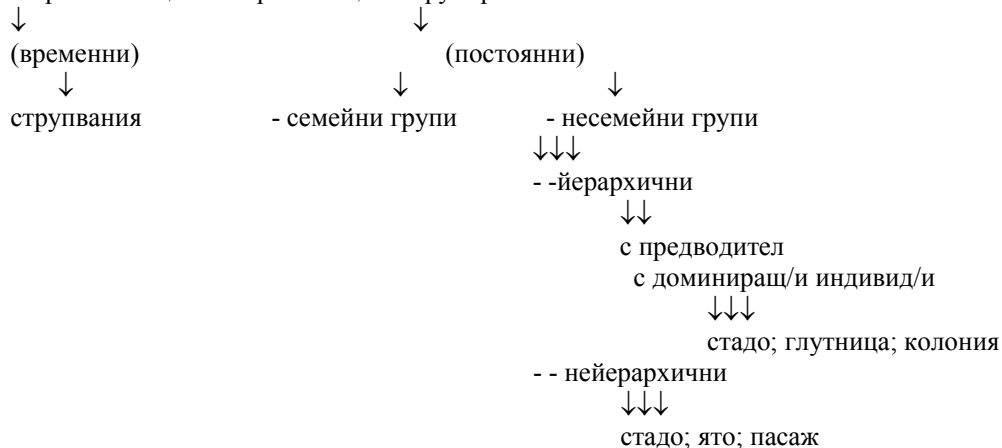 ↓ ↓
(временни) (постоянни)
↓ ↓ ↓
струпвания - семейни групи - несемейни групи
↓↓↓
- -йерархични
↓↓
с предводител
с доминиращ/и индивид/и
↓↓↓
стадо; глутница; колония
- - нейерархични
↓↓↓
стадо; ято; пасаж